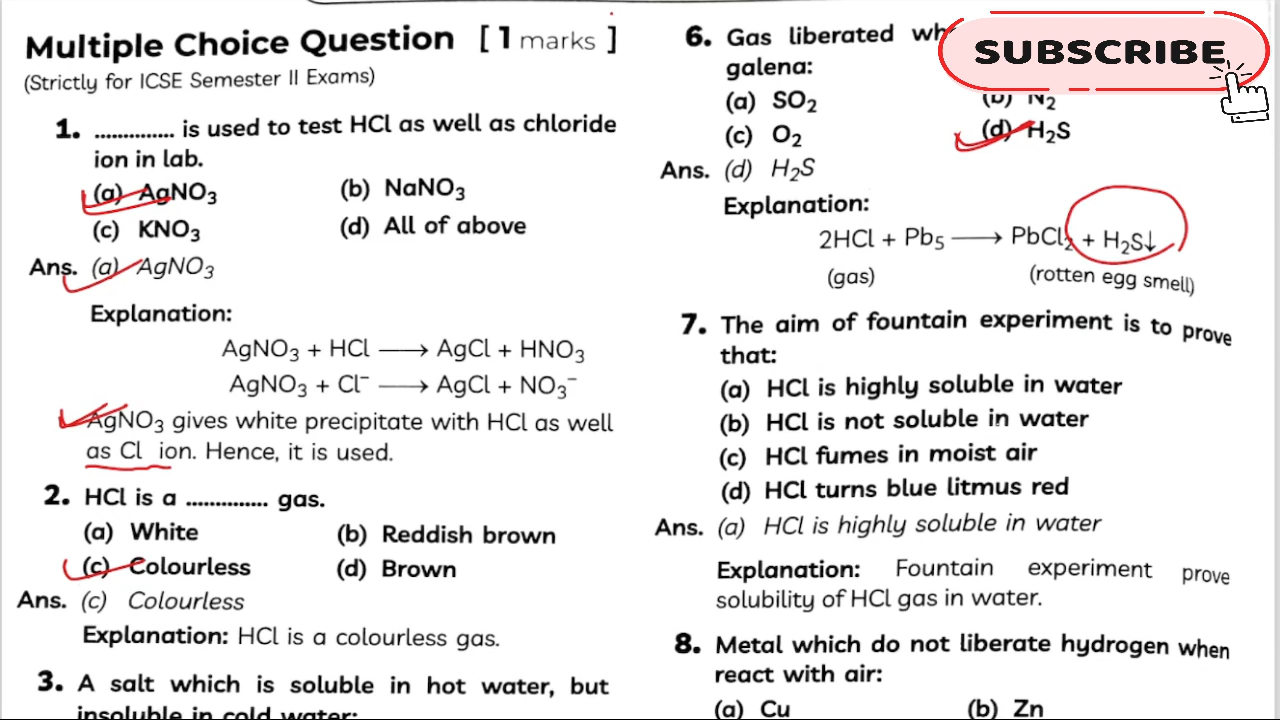 Multiple Choice Question [ 1 marks ]
(Strictly for ICSE Semester II Exams)
1. .............. is used to test HCl as well as chloride
ion in lab.
(a) AgNO₃ (b) NaNO₃
(c) KNO₃ (d) All of above
Ans. (a) AgNO₃
Explanation:
AgNO₃ + HCl ⟶ AgCl + HNO₃
AgNO₃ + Cl⁻ ⟶ AgCl + NO₃⁻
AgNO₃ gives white precipitate with HCl as well
as Cl ion. Hence, it is used.
2. HCl is a .............. gas.
(a) White (b) Reddish brown
(c) Colourless (d) Brown
Ans. (c) Colourless
Explanation: HCl is a colourless gas.
3. A salt which is soluble in hot water, but
insoluble in cold water:
6. Gas liberated
galena:
(a) SO₂ (b) N₂
(c) O₂ (d) H₂S
Ans. (d) H₂S
Explanation:
2HCl + Pb₅ ⟶ PbCl₂ + H₂S↓
(gas) (rotten egg smell)
7. The aim of fountain experiment is to prove
that:
(a) HCl is highly soluble in water
(b) HCl is not soluble in water
(c) HCl fumes in moist air
(d) HCl turns blue litmus red
Ans. (a) HCl is highly soluble in water
Explanation: Fountain experiment prove
solubility of HCl gas in water.
8. Metal which do not liberate hydrogen when
react with air:
(a) Cu (b) Zn
SUBSCRIBE